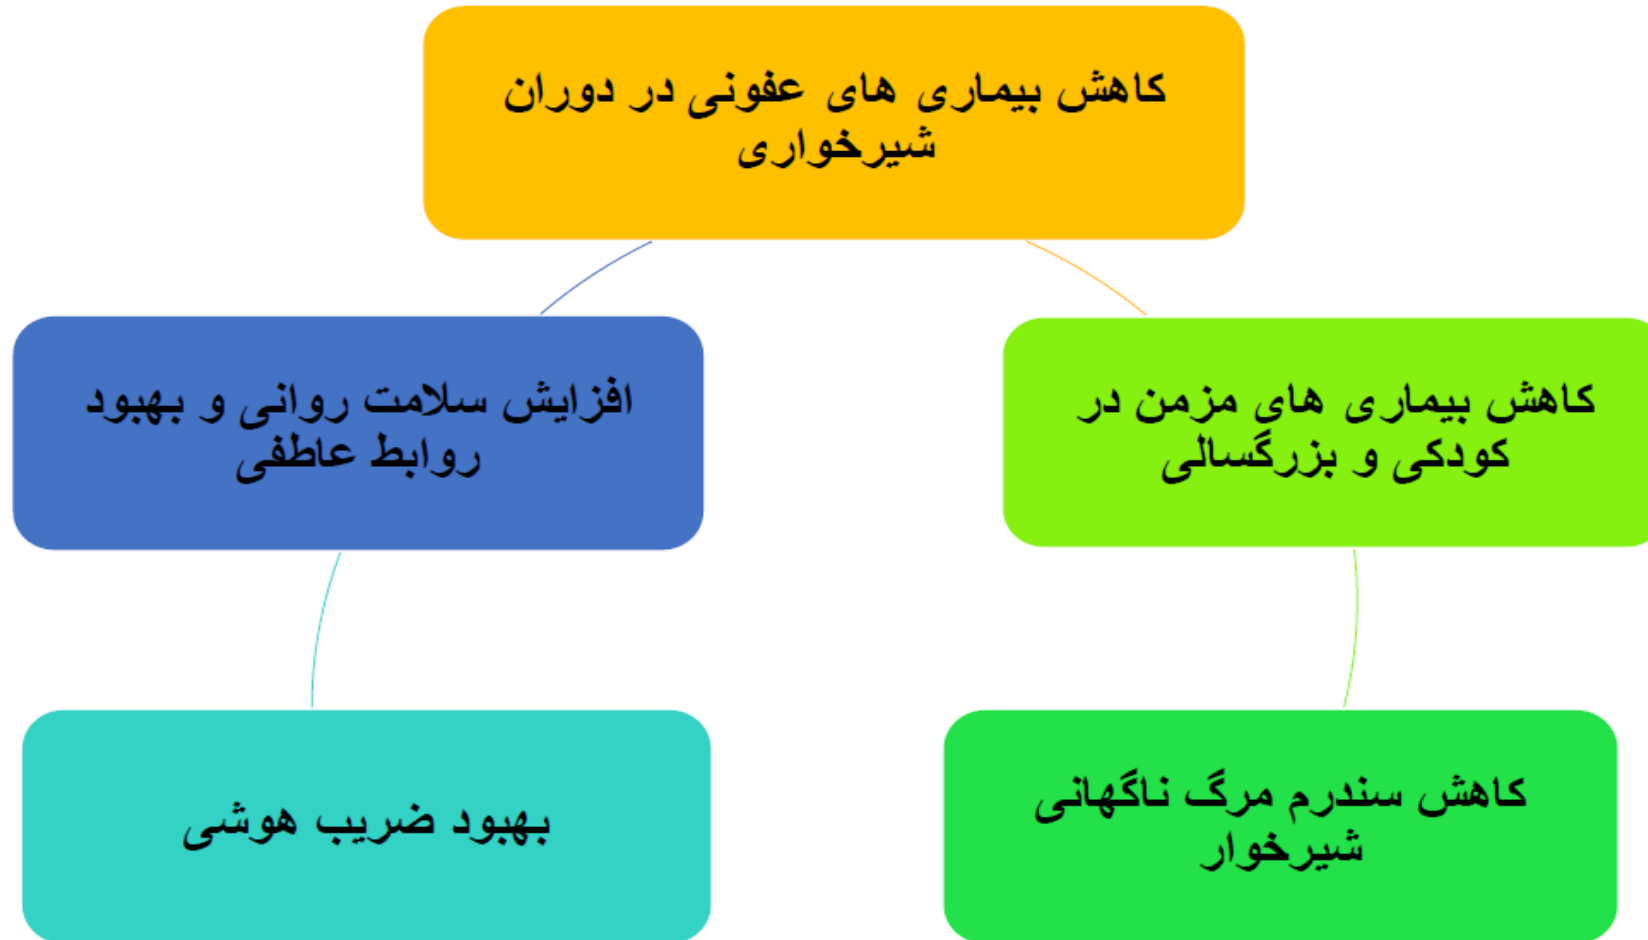 کاهش بیماری های عفونی در دوران
شیرخواری
کاهش بیماری های مزمن در
کودکی و بزرگسالی
افزایش سلامت روانی و بهبود
روابط عاطفی
کاهش سندرم مرگ ناگهانی
شیرخوار
بهبود ضریب هوشی